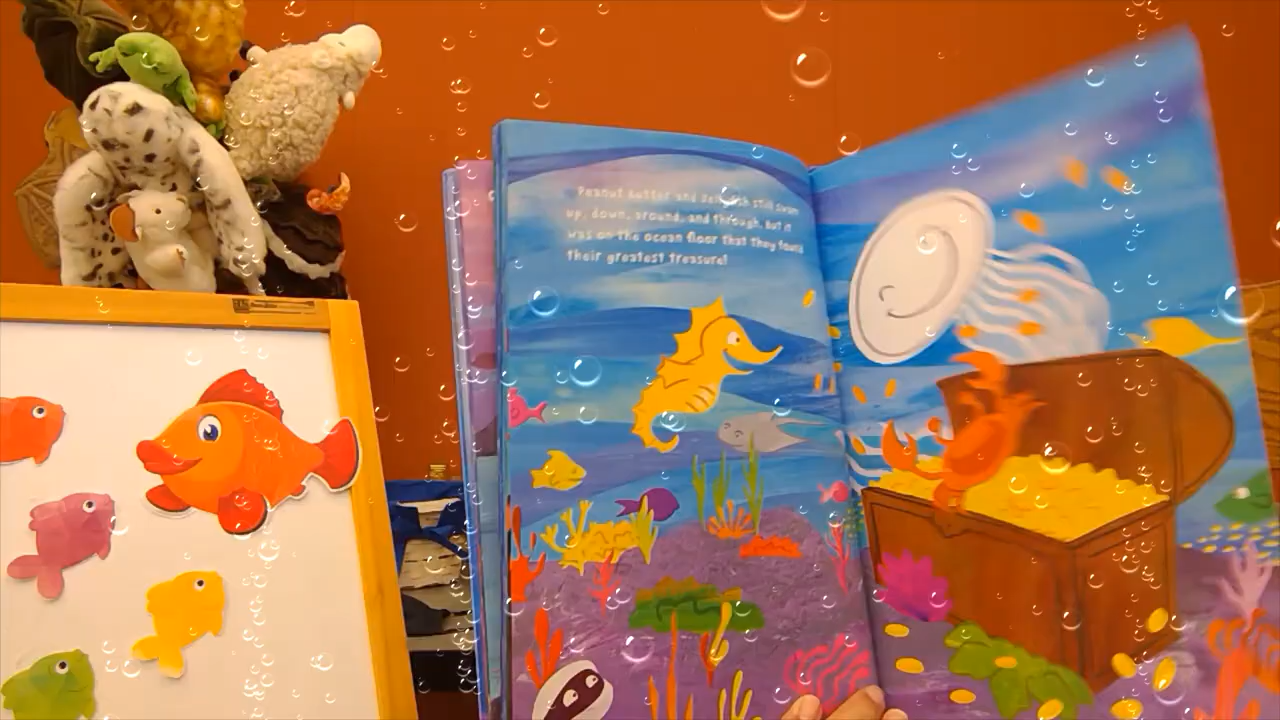 Peanut Butter and Jellyfish still swam
up, down, around, and through. But it
was on the ocean floor that they found
their greatest treasure!